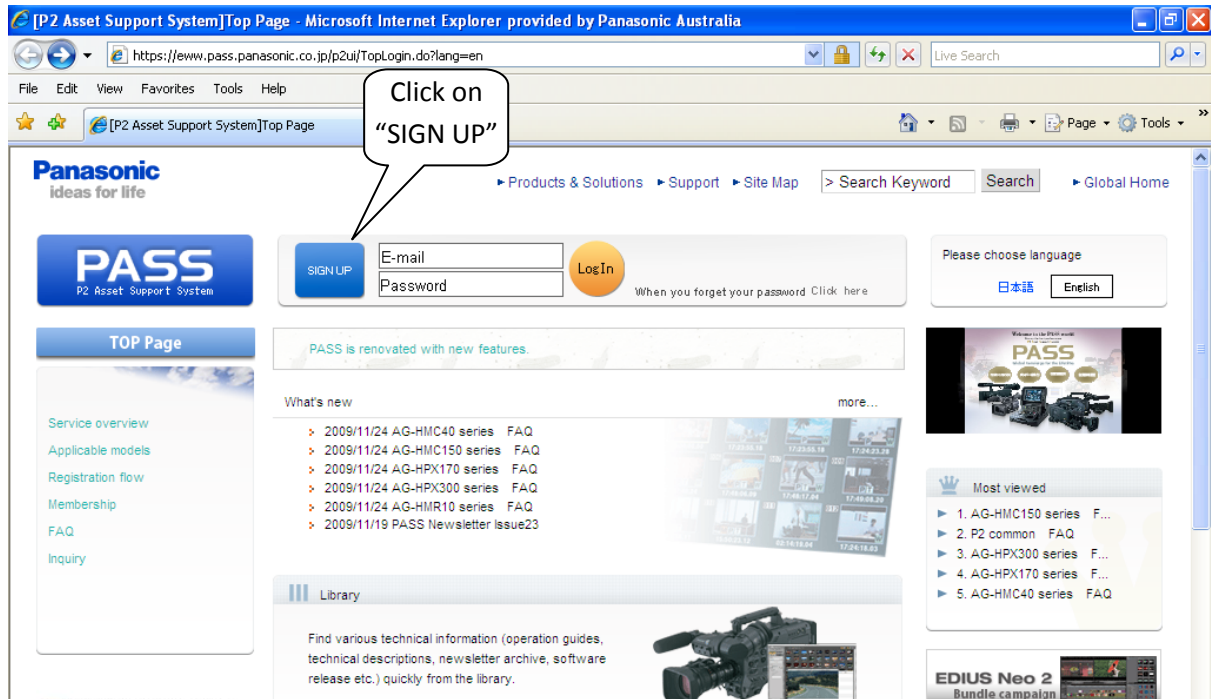 [P2 Asset Support System]Top Page - Microsoft Internet Explorer provided by Panasonic Australia
https://eww.pass.panasonic.co.jp/p2ui/TopLogin.do?lang=en
Live Search
File Edit View Favorites Tools Help
[P2 Asset Support System]Top Page
Page Tools
Click on
“SIGN UP”
Panasonic
ideas for life
Products & Solutions Support Site Map > Search Keyword Search Global Home
PASS
P2 Asset Support System
SIGN UP
E-mail
Password
LogIn
When you forget your password Click here
Please choose language
日本語 English
TOP Page
Service overview
Applicable models
Registration flow
Membership
FAQ
Inquiry
PASS is renovated with new features.
What's new more...
2009/11/24 AG-HMC40 series FAQ
2009/11/24 AG-HMC150 series FAQ
2009/11/24 AG-HPX170 series FAQ
2009/11/24 AG-HPX300 series FAQ
2009/11/24 AG-HMR10 series FAQ
2009/11/19 PASS Newsletter Issue23
Library
Find various technical information (operation guides,
technical descriptions, newsletter archive, software
release etc.) quickly from the library.
PASS
Most viewed
1. AG-HMC150 series F...
2. P2 common FAQ
3. AG-HPX300 series F...
4. AG-HPX170 series F...
5. AG-HMC40 series FAQ
EDIUS Neo 2
Bundle campaign